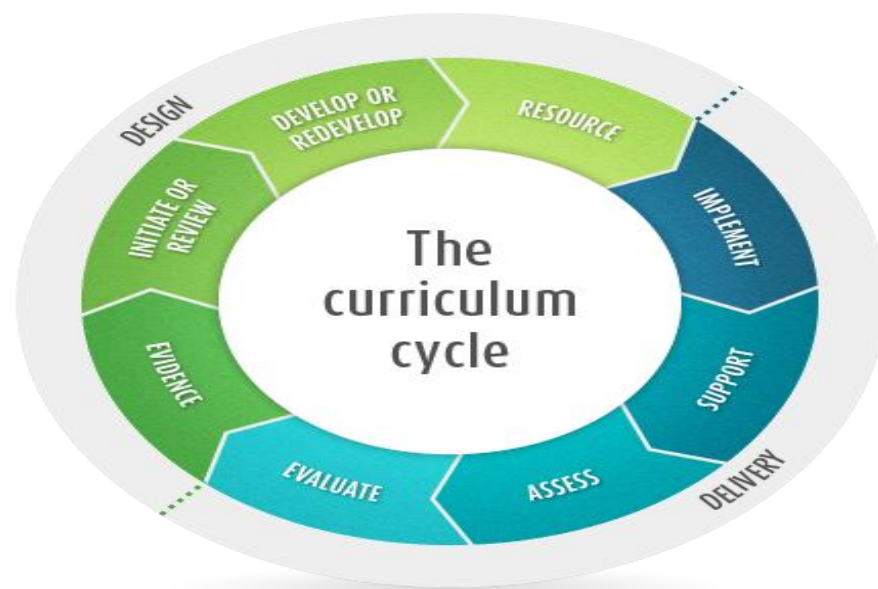 DESIGN
DEVELOP OR
REDEVELOP
RESOURCE
IMPLEMENT
SUPPORT
DELIVERY
ASSESS
EVALUATE
EVIDENCE
INITIATE OR
REVIEW
The
curriculum
cycle